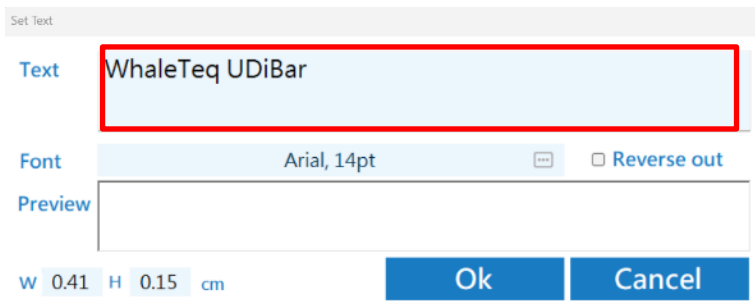 Set Text
Text WhaleTeq UDiBar
Font Arial, 14pt Reverse out
Preview
W 0.41 H 0.15 cm Ok Cancel